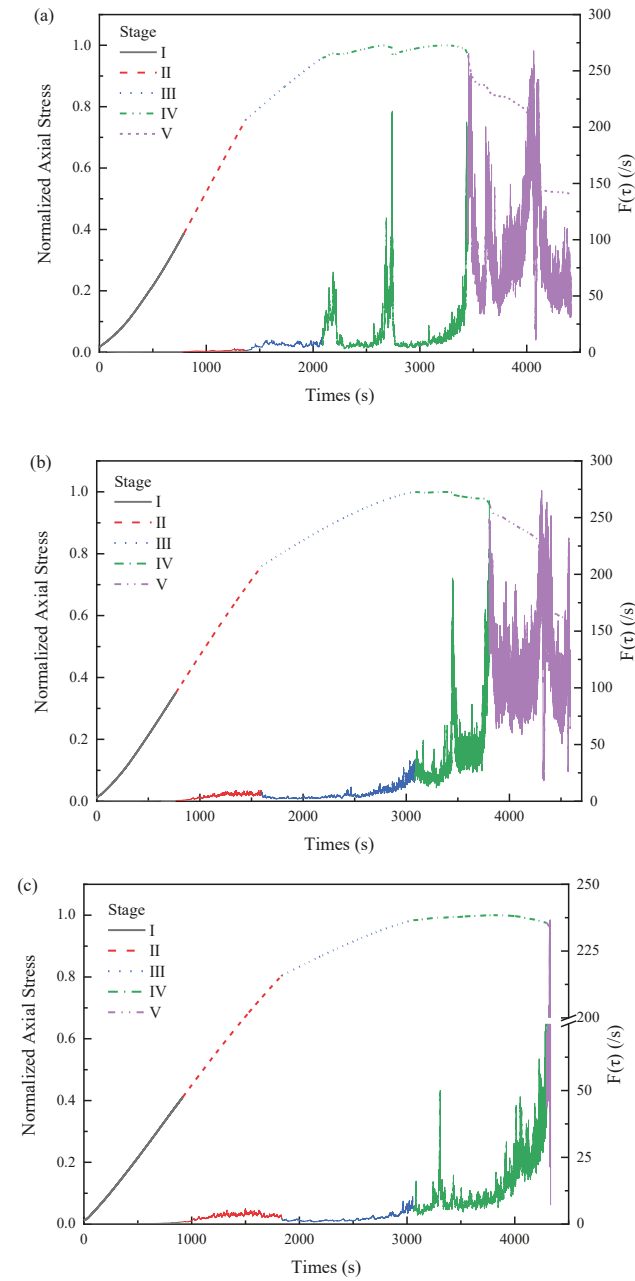 (a)
Stage
I
II
III
IV
V
Normalized Axial Stress
1.0
0.8
0.6
0.4
0.2
0.0
0
1000
2000
3000
4000
Times (s)
300
250
200
150
100
50
0
F(τ) (/s)
(b)
Stage
I
II
III
IV
V
Normalized Axial Stress
1.0
0.8
0.6
0.4
0.2
0.0
0
1000
2000
3000
4000
Times (s)
300
250
200
150
100
50
0
F(τ) (/s)
(c)
Stage
I
II
III
IV
V
Normalized Axial Stress
1.0
0.8
0.6
0.4
0.2
0.0
0
1000
2000
3000
4000
Times (s)
250
225
200
50
25
0
F(τ) (/s)